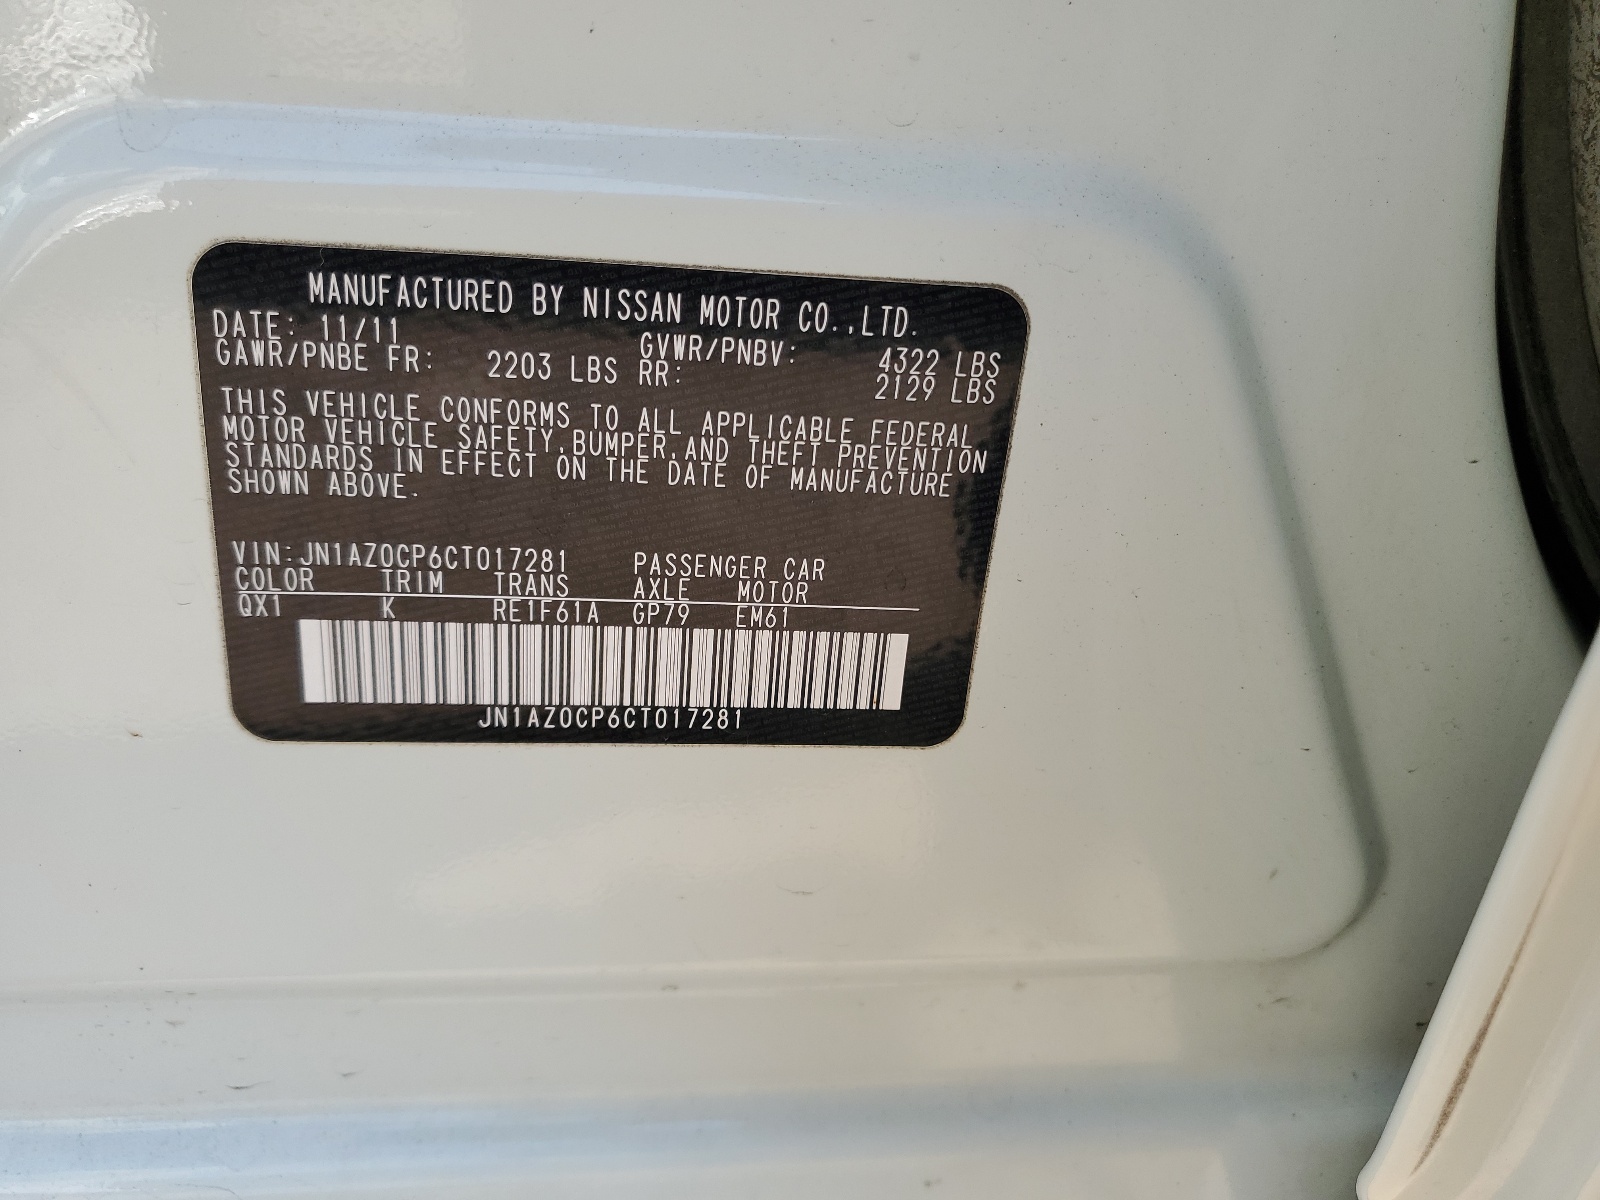 MANUFACTURED BY NISSAN MOTOR CO.,LTD.
DATE: 11/11 GVWR/PNBV: 4322 LBS
GAWR/PNBE FR: 2203 LBS RR: 2129 LBS
THIS VEHICLE CONFORMS TO ALL APPLICABLE FEDERAL
MOTOR VEHICLE SAFETY,BUMPER,AND THEFT PREVENTION
STANDARDS IN EFFECT ON THE DATE OF MANUFACTURE
SHOWN ABOVE.
VIN:JN1AZ0CP6CT017281 PASSENGER CAR
COLOR TRIM TRANS AXLE MOTOR
QX1 K RE1F61A GP79 EM61
JN1AZ0CP6CT017281